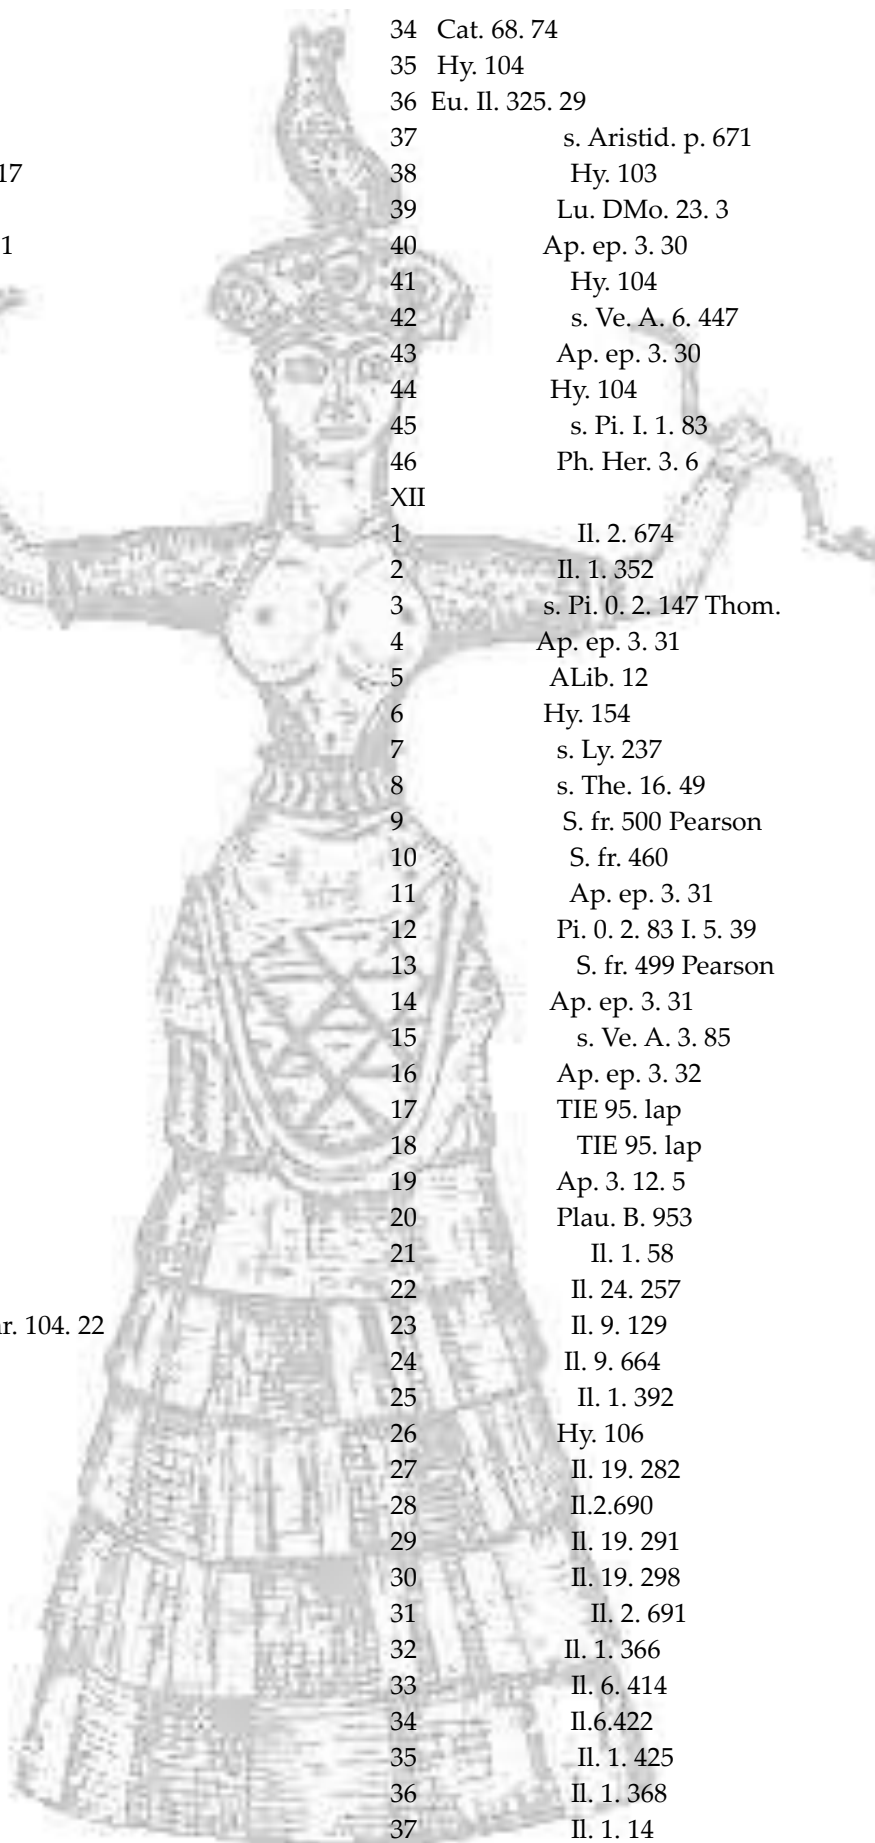 34 Cat. 68. 74
35 Hy. 104
36 Eu. Il. 325. 29
37 s. Aristid. p. 671
17
38 Hy. 103
39 Lu. DMo. 23. 3
1
40 Ap. ep. 3. 30
41 Hy. 104
42 s. Ve. A. 6. 447
43 Ap. ep. 3. 30
44 Hy. 104
45 s. Pi. I. 1. 83
46 Ph. Her. 3. 6
XII
1 Il. 2. 674
2 Il. 1. 352
3 s. Pi. 0. 2. 147 Thom.
4 Ap. ep. 3. 31
5 ALib. 12
6 Hy. 154
7 s. Ly. 237
8 s. The. 16. 49
9 S. fr. 500 Pearson
10 S. fr. 460
11 Ap. ep. 3. 31
12 Pi. 0. 2. 83 I. 5. 39
13 S. fr. 499 Pearson
14 Ap. ep. 3. 31
15 s. Ve. A. 3. 85
16 Ap. ep. 3. 32
17 TIE 95. lap
18 TIE 95. lap
19 Ap. 3. 12. 5
20 Plau. B. 953
21 Il. 1. 58
22 Il. 24. 257
r. 104. 22
23 Il. 9. 129
24 Il. 9. 664
25 Il. 1. 392
26 Hy. 106
27 Il. 19. 282
28 Il.2.690
29 Il. 19. 291
30 Il. 19. 298
31 Il. 2. 691
32 Il. 1. 366
33 Il. 6. 414
34 Il.6.422
35 Il. 1. 425
36 Il. 1. 368
37 Il. 1. 14